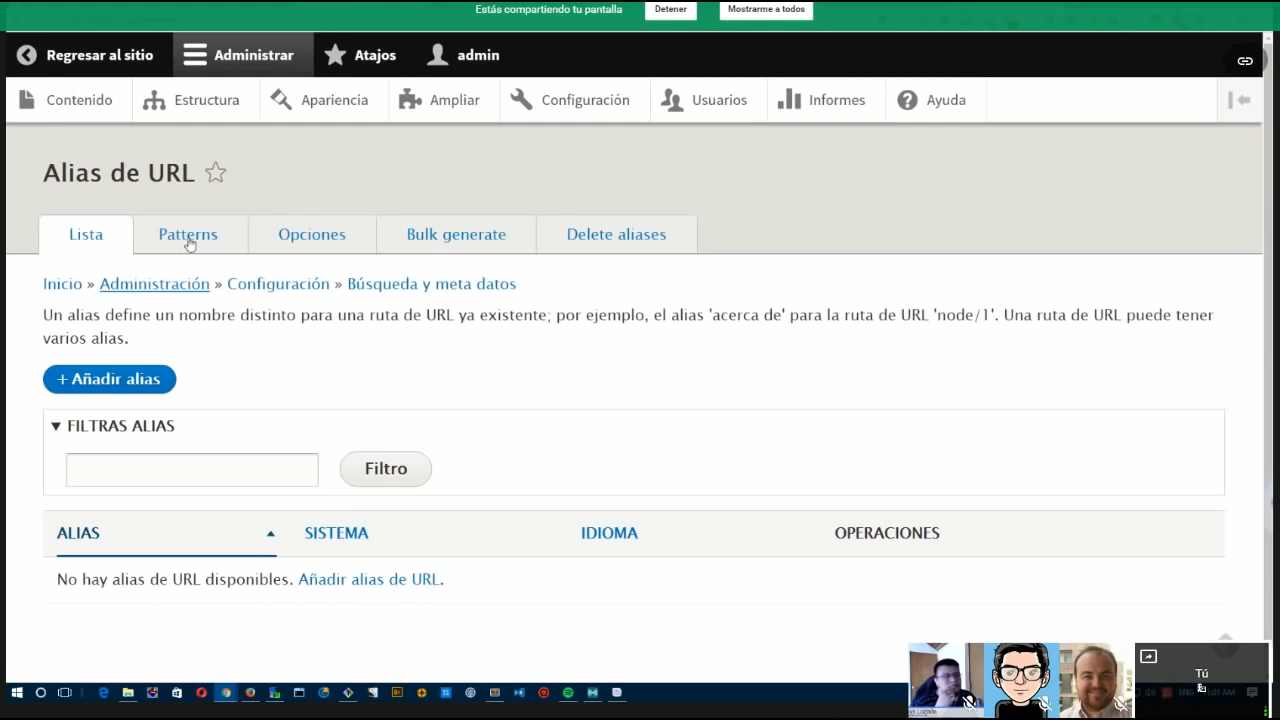 Estás compartiendo tu pantalla Detener Mostrarme a todos
Regresar al sitio Administrar Atajos admin
Contenido Estructura Apariencia Ampliar Configuración Usuarios Informes Ayuda
Alias de URL
Lista Patterns Opciones Bulk generate Delete aliases
Inicio » Administración » Configuración » Búsqueda y meta datos
Un alias define un nombre distinto para una ruta de URL ya existente; por ejemplo, el alias 'acerca de' para la ruta de URL 'node/1'. Una ruta de URL puede tener
varios alias.
+ Añadir alias
▼ FILTRAS ALIAS
Filtro
ALIAS SISTEMA IDIOMA OPERACIONES
No hay alias de URL disponibles. Añadir alias de URL.
Tú
ENG